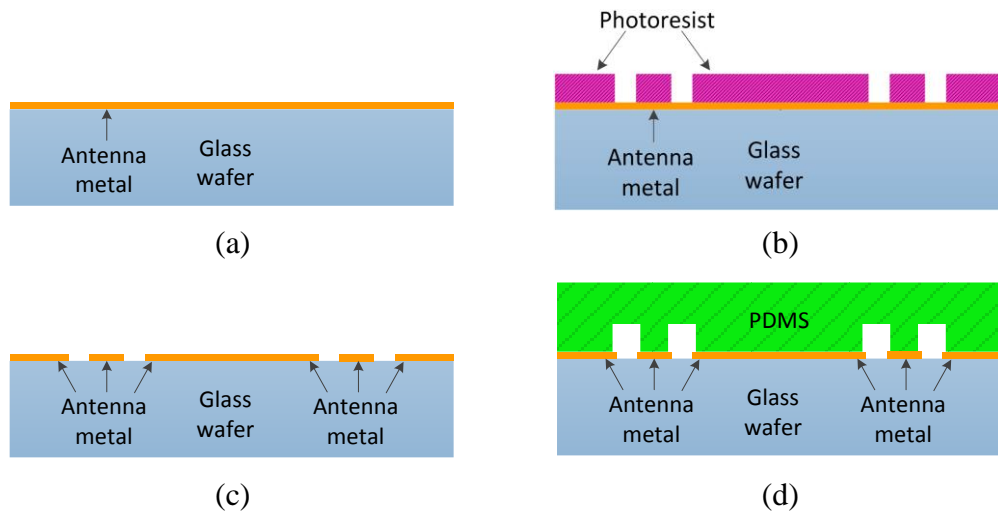 Antenna
metal
Glass
wafer
(a)
Photoresist
Antenna
metal
Glass
wafer
(b)
Antenna
metal
Glass
wafer
Antenna
metal
(c)
PDMS
Antenna
metal
Glass
wafer
Antenna
metal
(d)